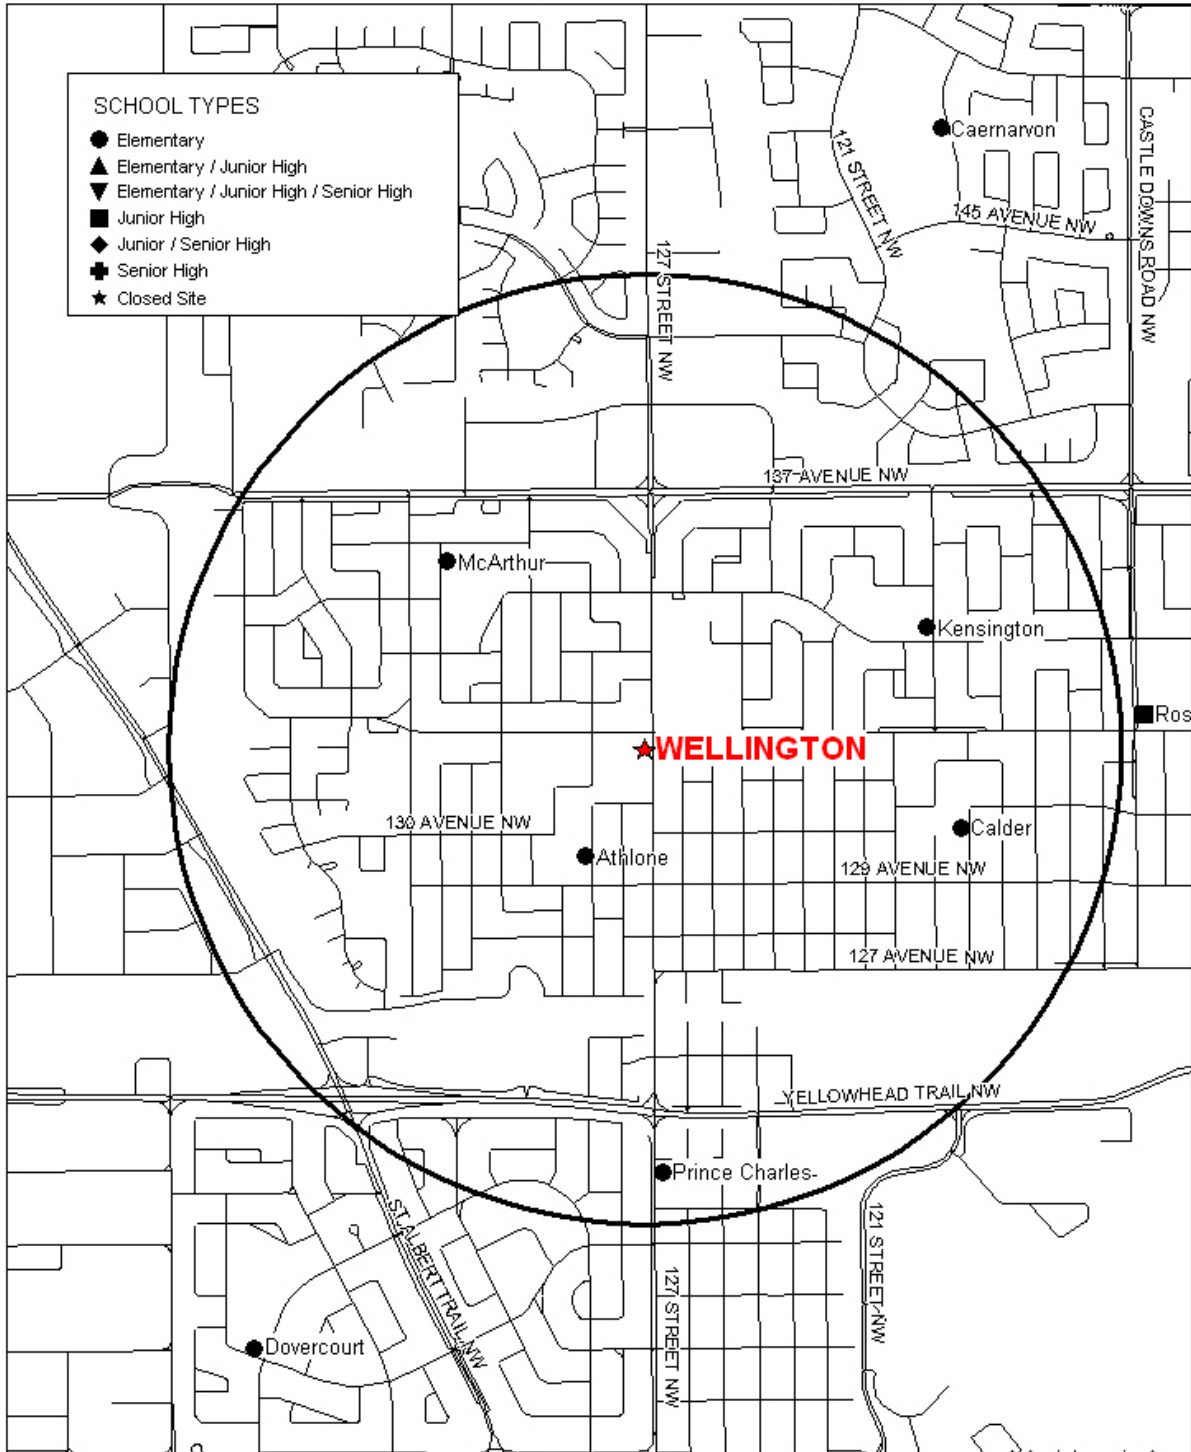 SCHOOL TYPES
Elementary
Elementary / Junior High
Elementary / Junior High / Senior High
Junior High
Junior / Senior High
Senior High
Closed Site
Caernarvon
CASTLE DOWNS ROAD NW
121 STREET NW
145 AVENUE NW
127 STREET NW
137 AVENUE NW
McArthur
Kensington
Ros
WELLINGTON
130 AVENUE NW
Calder
Athlone
129 AVENUE NW
127 AVENUE NW
YELLOWHEAD TRAIL NW
Prince Charles
ST. ALBERT TRAIL NW
121 STREET NW
127 STREET NW
Dovercourt